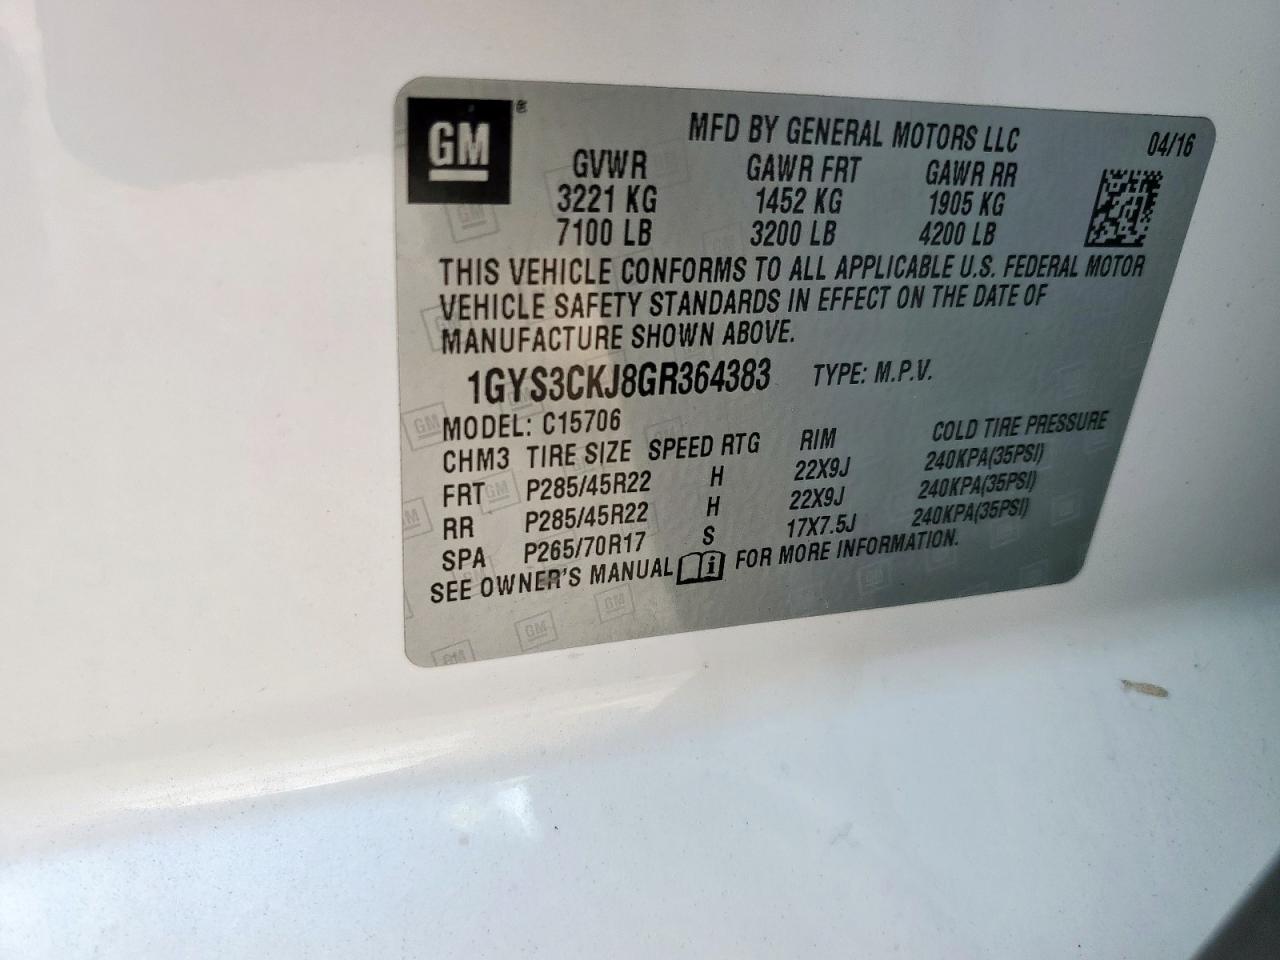 GM ®
MFD BY GENERAL MOTORS LLC 04/16
GVWR GAWR FRT GAWR RR
3221 KG 1452 KG 1905 KG
7100 LB 3200 LB 4200 LB
THIS VEHICLE CONFORMS TO ALL APPLICABLE U.S. FEDERAL MOTOR
VEHICLE SAFETY STANDARDS IN EFFECT ON THE DATE OF
MANUFACTURE SHOWN ABOVE.
1GYS3CKJ8GR364383 TYPE: M.P.V.
MODEL: C15706
CHM3 TIRE SIZE SPEED RTG RIM COLD TIRE PRESSURE
FRT P285/45R22 H 22X9J 240KPA(35PSI)
RR P285/45R22 H 22X9J 240KPA(35PSI)
SPA P265/70R17 S 17X7.5J 240KPA(35PSI)
SEE OWNER'S MANUAL i FOR MORE INFORMATION.